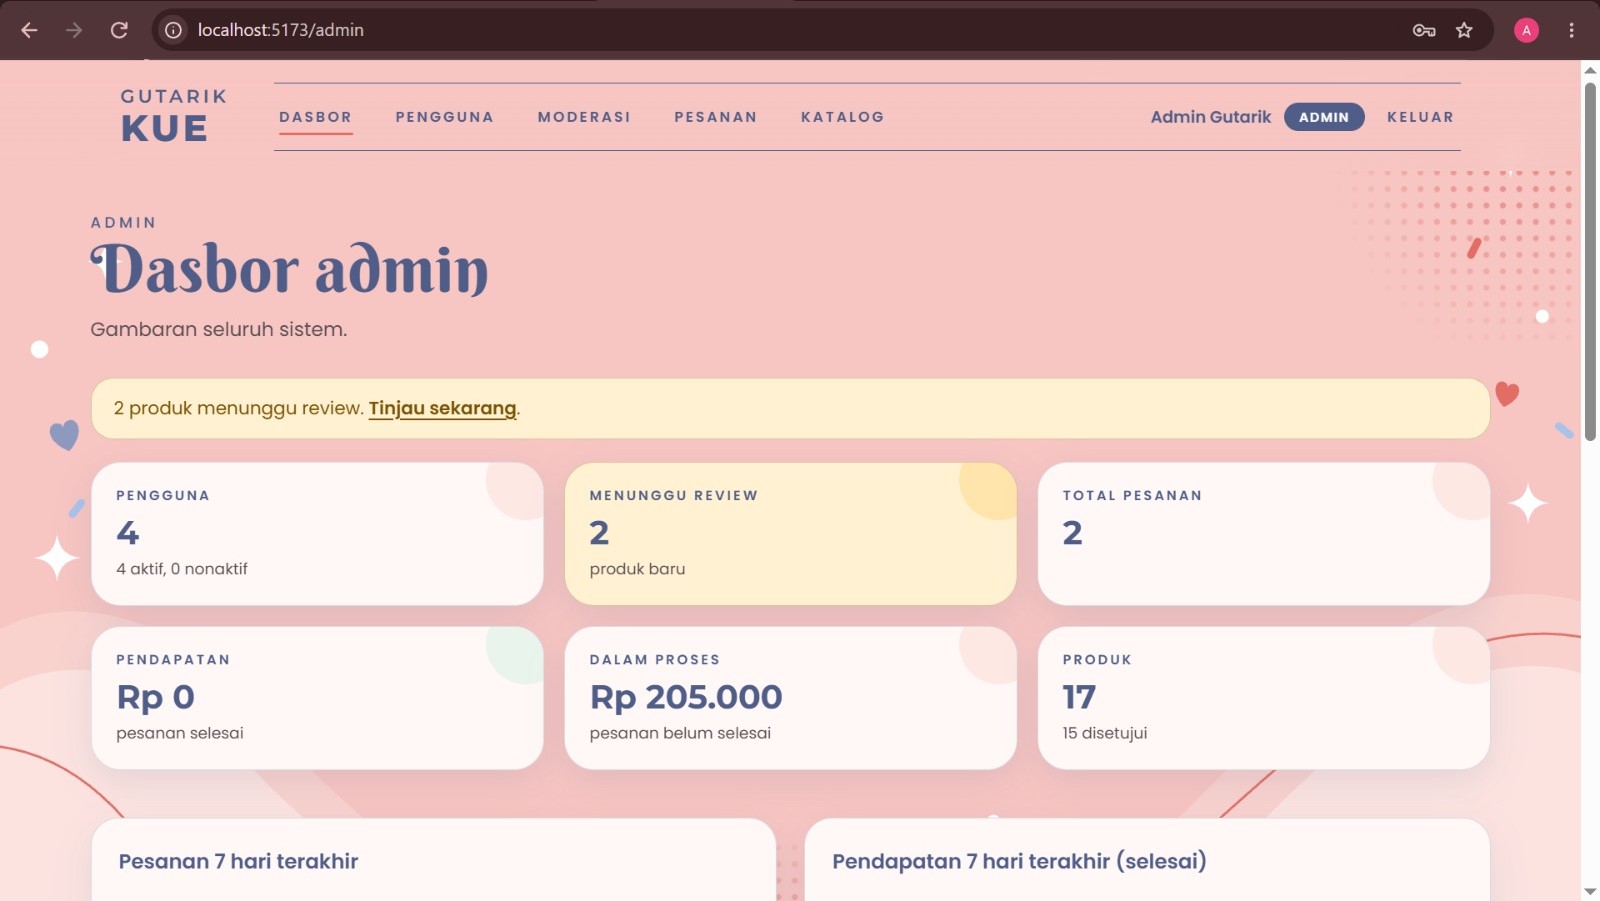 localhost:5173/admin
A
GUTARIK
KUE
DASBOR PENGGUNA MODERASI PESANAN KATALOG Admin Gutarik ADMIN KELUAR
ADMIN
Dasbor admin
Gambaran seluruh sistem.
2 produk menunggu review. Tinjau sekarang.
PENGGUNA
4
4 aktif, 0 nonaktif
MENUNGGU REVIEW
2
produk baru
TOTAL PESANAN
2
PENDAPATAN
Rp 0
pesanan selesai
DALAM PROSES
Rp 205.000
pesanan belum selesai
PRODUK
17
15 disetujui
Pesanan 7 hari terakhir
Pendapatan 7 hari terakhir (selesai)